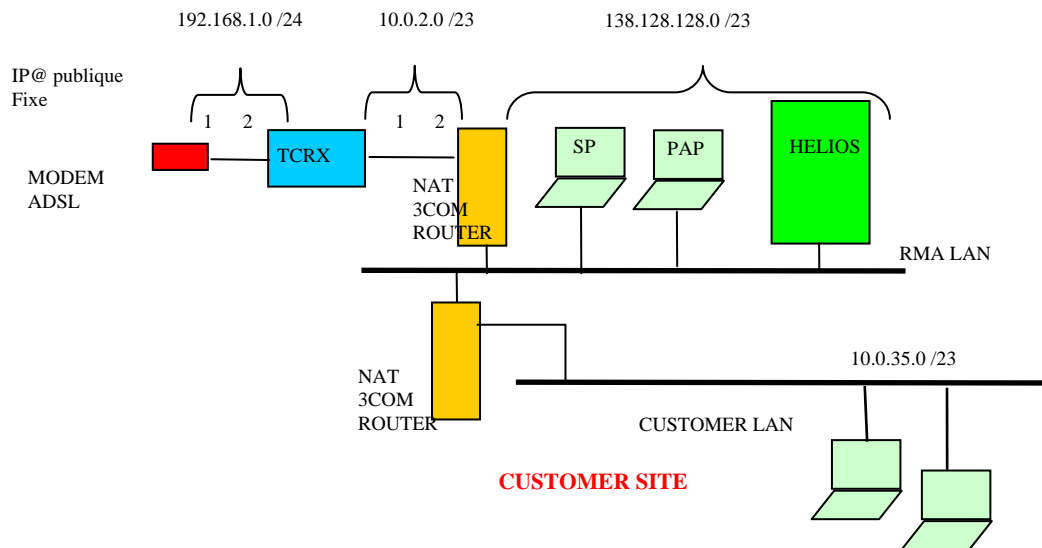 192.168.1.0 /24
10.0.2.0 /23
138.128.128.0 /23
IP@ publique
Fixe
1 2
1 2
MODEM
ADSL
TCRX
NAT
3COM
ROUTER
SP
PAP
HELIOS
RMA LAN
NAT
3COM
ROUTER
10.0.35.0 /23
CUSTOMER LAN
CUSTOMER SITE